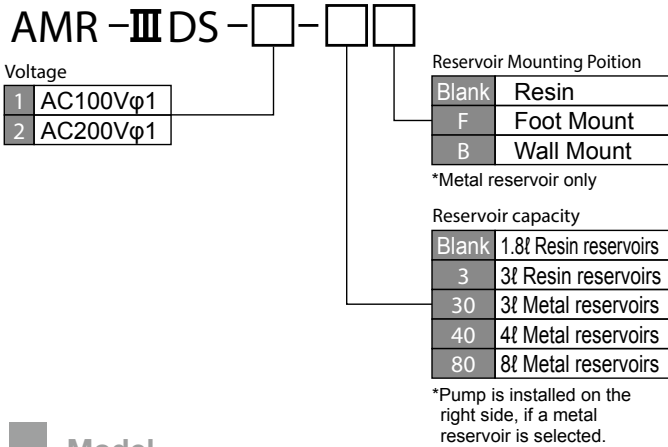 AMR-ⅢDS-□-□□
Voltage
1 AC100Vφ1
2 AC200Vφ1
Reservoir Mounting Poition
Blank Resin
F Foot Mount
B Wall Mount
*Metal reservoir only
Reservoir capacity
Blank 1.8ℓ Resin reservoirs
3 3ℓ Resin reservoirs
30 3ℓ Metal reservoirs
40 4ℓ Metal reservoirs
80 8ℓ Metal reservoirs
*Pump is installed on the
right side, if a metal
reservoir is selected.
Model